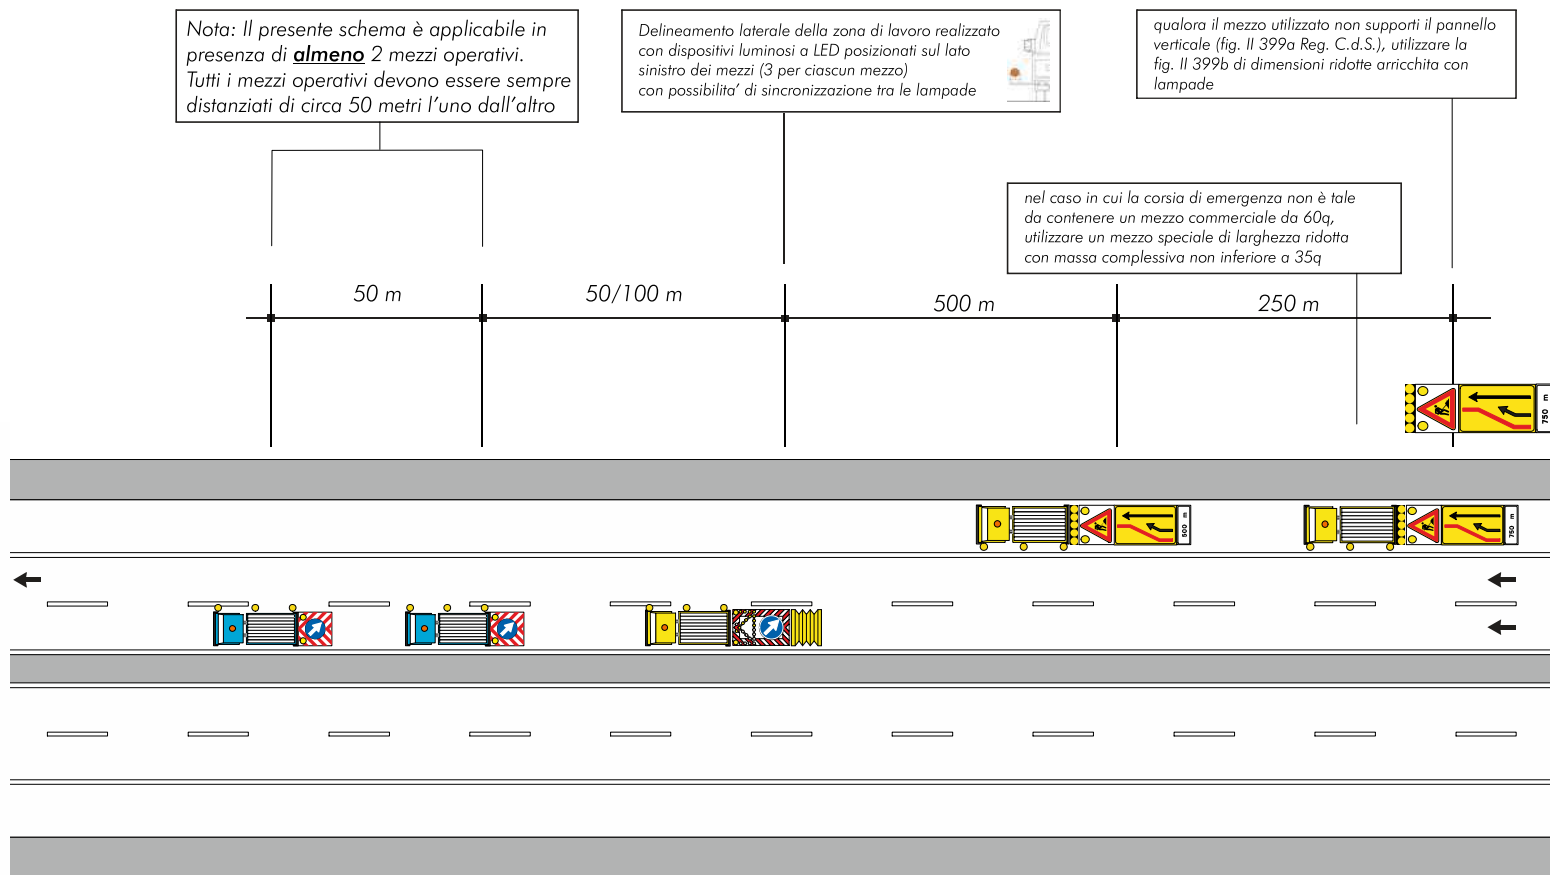 Nota: Il presente schema è applicabile in
presenza di almeno 2 mezzi operativi.
Tutti i mezzi operativi devono essere sempre
distanziati di circa 50 metri l'uno dall'altro
Delineamento laterale della zona di lavoro realizzato
con dispositivi luminosi a LED posizionati sul lato
sinistro dei mezzi (3 per ciascun mezzo)
con possibilita' di sincronizzazione tra le lampade
qualora il mezzo utilizzato non supporti il pannello
verticale (fig. II 399a Reg. C.d.S.), utilizzare la
fig. II 399b di dimensioni ridotte arricchita con
lampade
nel caso in cui la corsia di emergenza non è tale
da contenere un mezzo commerciale da 60q,
utilizzare un mezzo speciale di larghezza ridotta
con massa complessiva non inferiore a 35q
50 m
50/100 m
500 m
250 m
750 m
500 m
750 m